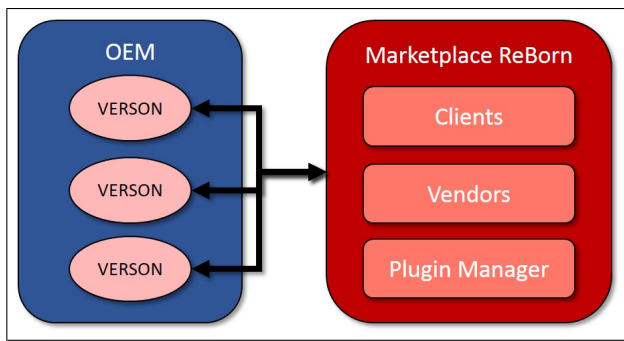 OEM
VERSON
VERSON
VERSON
Marketplace ReBorn
Clients
Vendors
Plugin Manager